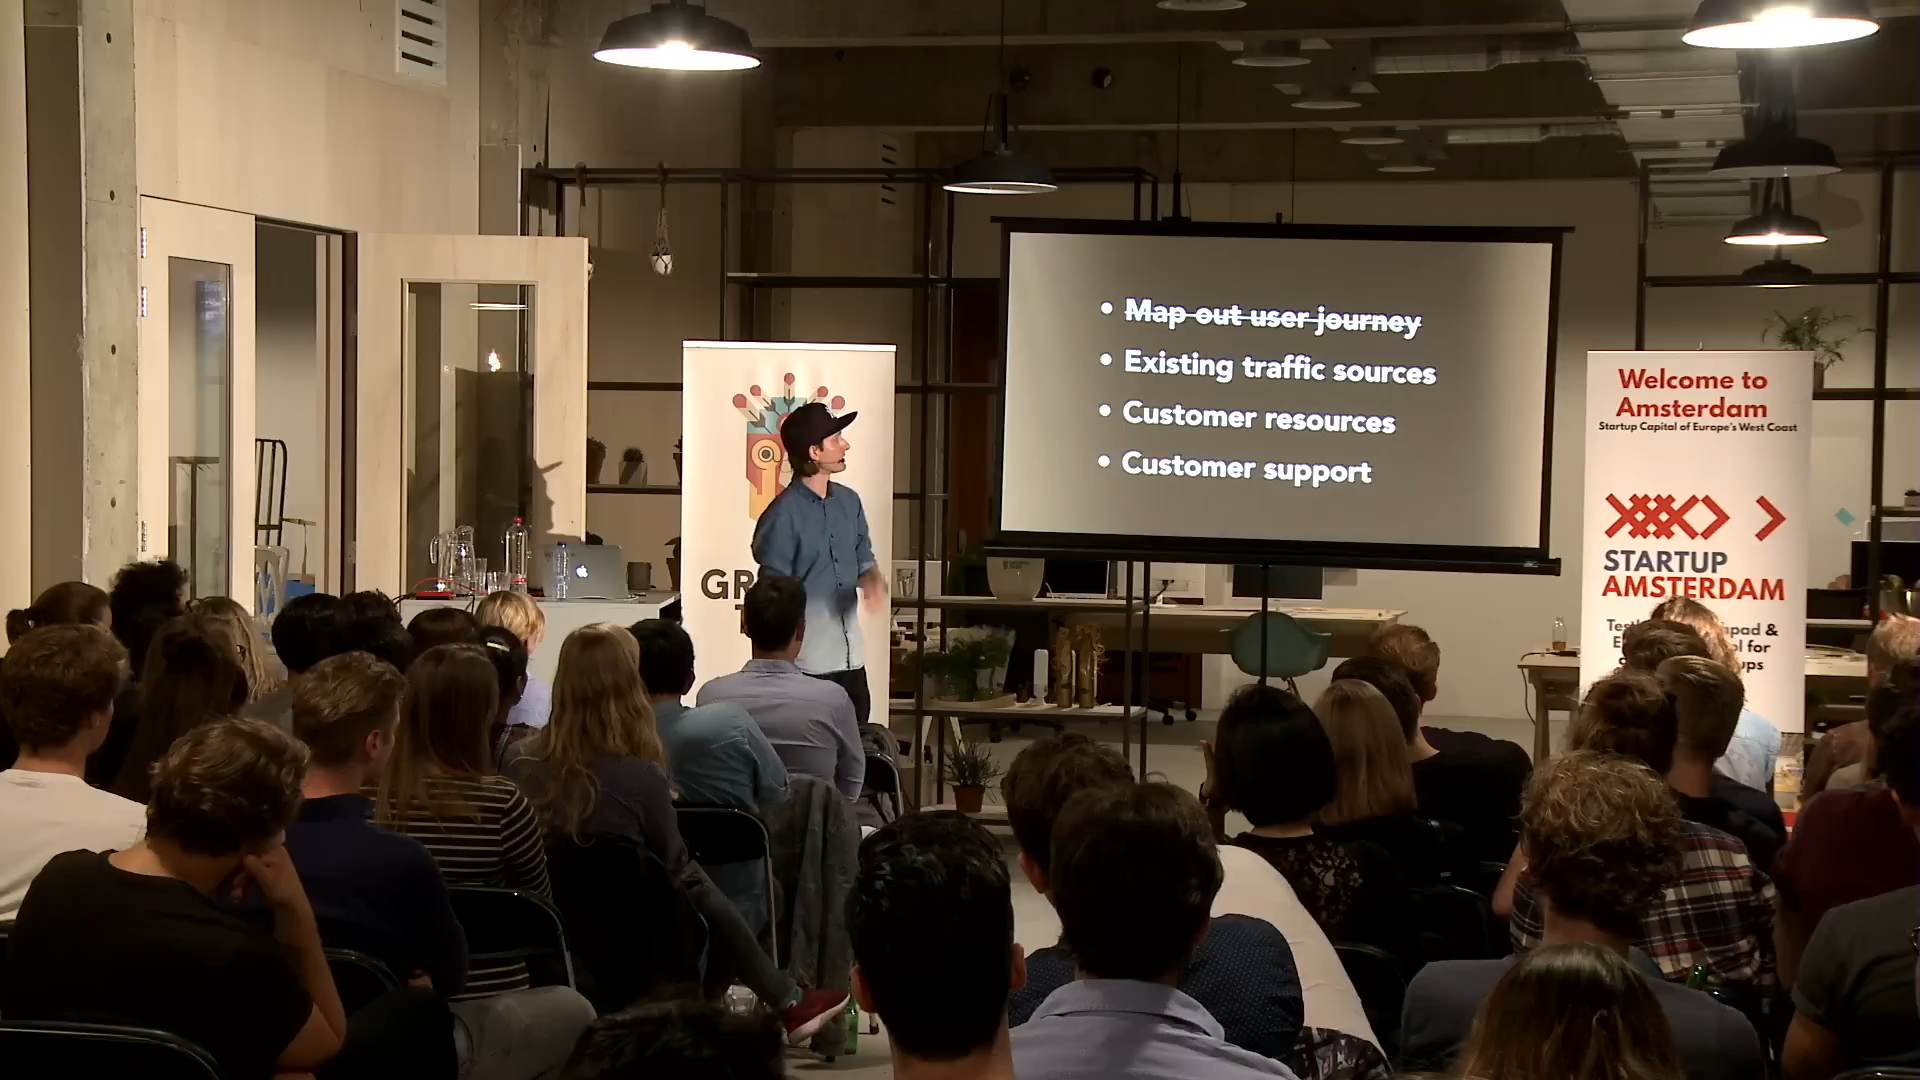 • Map out user journey
• Existing traffic sources
• Customer resources
• Customer support
Welcome to
Amsterdam
Startup Capital of Europe's West Coast
STARTUP
AMSTERDAM
&
for
GR